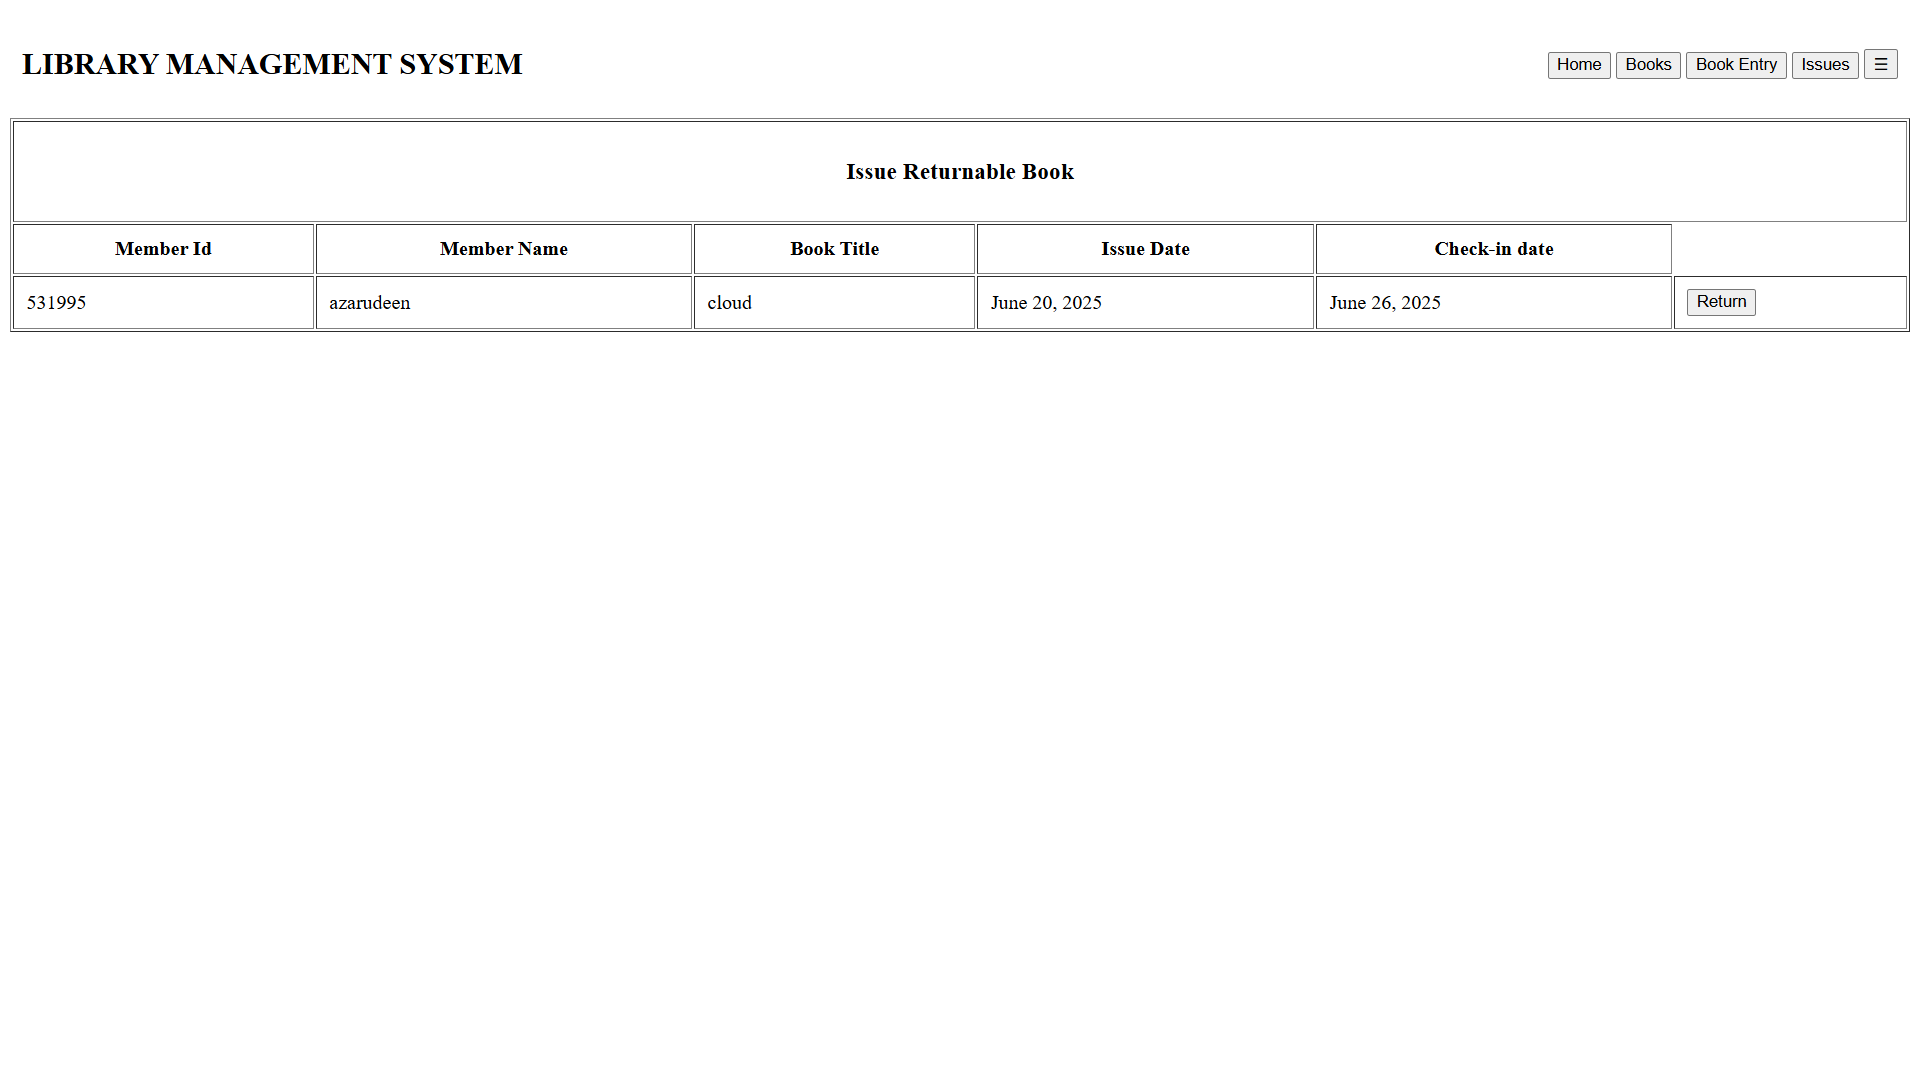 LIBRARY MANAGEMENT SYSTEM
Home Books Book Entry Issues ☰
Issue Returnable Book
Member Id Member Name Book Title Issue Date Check-in date
531995 azarudeen cloud June 20, 2025 June 26, 2025 Return